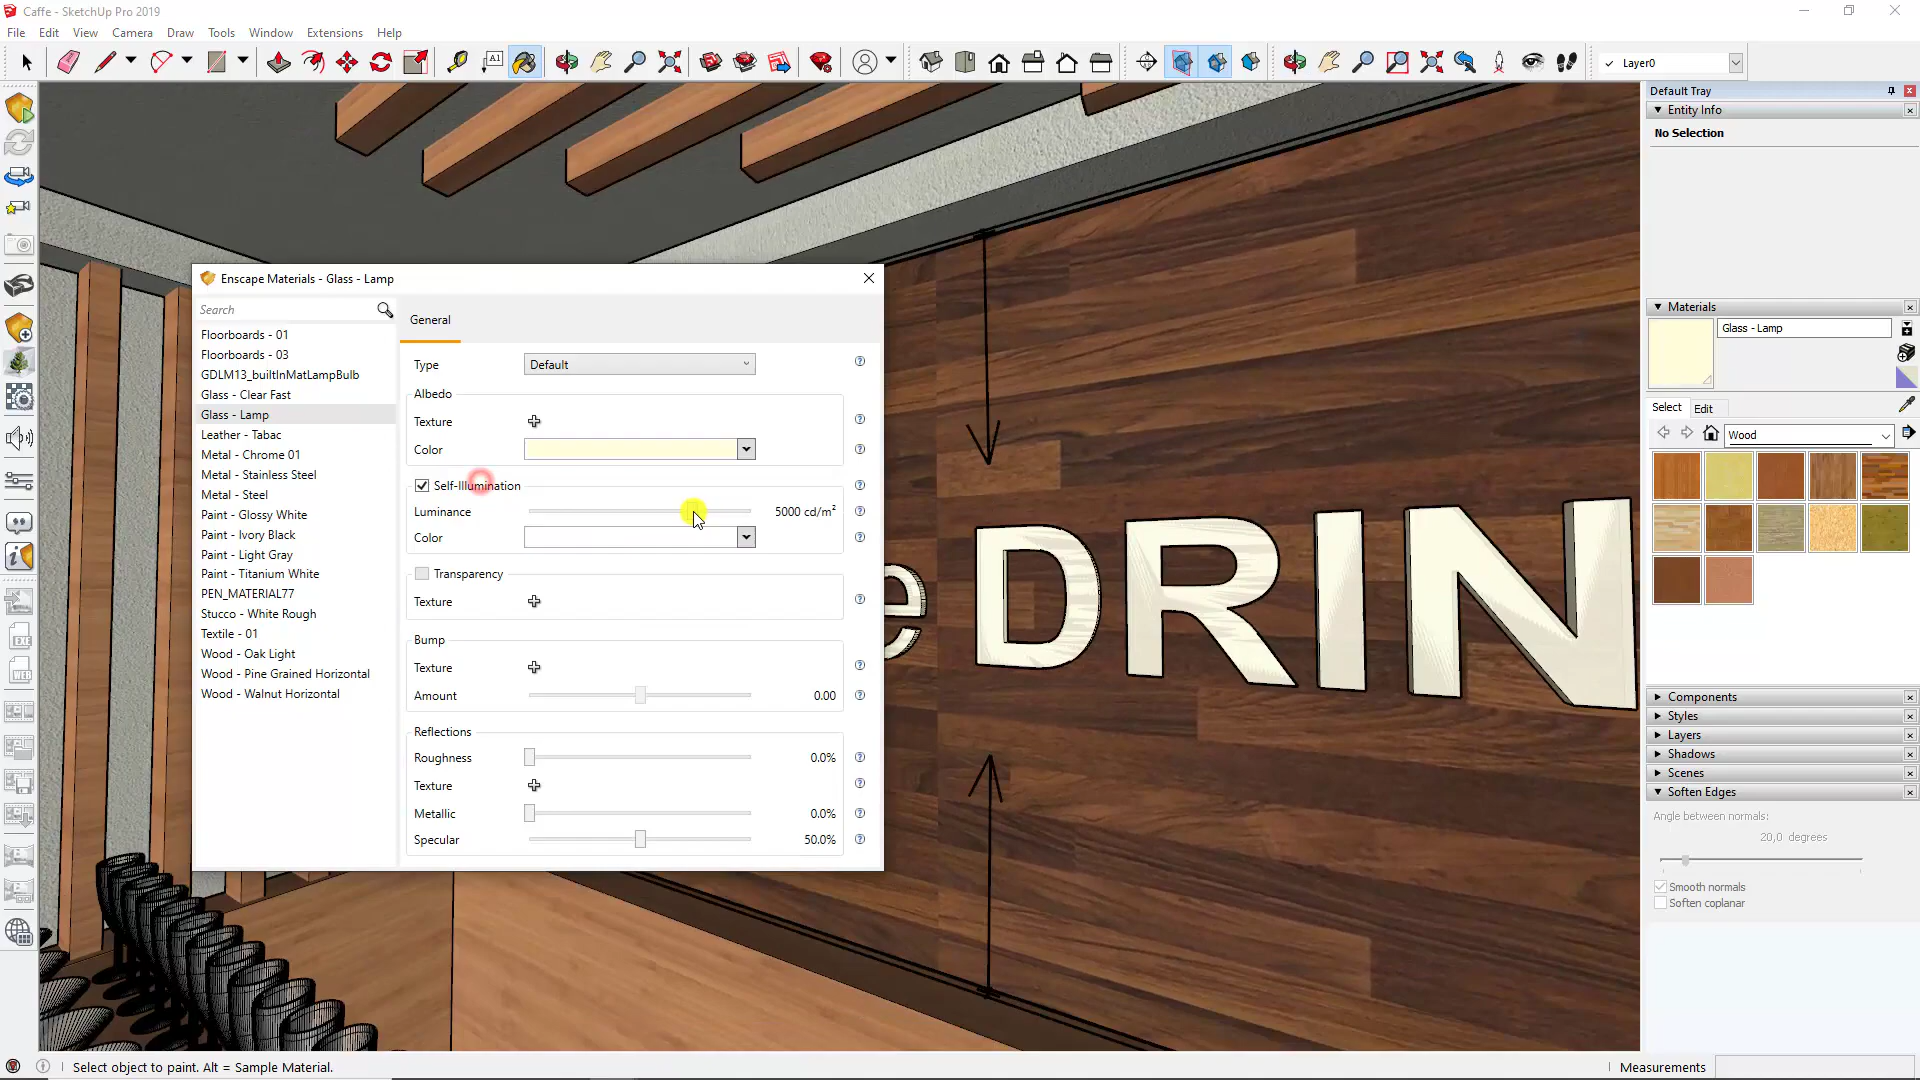 Caffe - SketchUp Pro 2019
File Edit View Camera Draw Tools Window Extensions Help
A1
Layer0
Default Tray
Entity Info
No Selection
Enscape Materials - Glass - Lamp
Search
Floorboards - 01
Floorboards - 03
GDLM13_builtInMatLampBulb
Glass - Clear Fast
Glass - Lamp
Leather - Tabac
Metal - Chrome 01
Metal - Stainless Steel
Metal - Steel
Paint - Glossy White
Paint - Ivory Black
Paint - Light Gray
Paint - Titanium White
PEN_MATERIAL77
Stucco - White Rough
Textile - 01
Wood - Oak Light
Wood - Pine Grained Horizontal
Wood - Walnut Horizontal
General
Type Default
Albedo
Texture
Color
Self-Illumination
Luminance 5000 cd/m²
Color
Transparency
Texture
Bump
Texture
Amount 0.00
Reflections
Roughness 0.0%
Texture
Metallic 0.0%
Specular 50.0%
e DRIN
Materials
Glass - Lamp
Select Edit
Wood
Components
Styles
Layers
Shadows
Scenes
Soften Edges
Angle between normals:
20,0 degrees
Smooth normals
Soften coplanar
EXE
WEB
Select object to paint. Alt = Sample Material.
Measurements